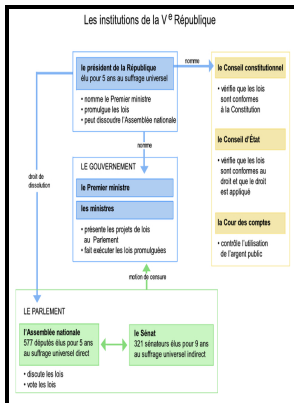 Les institutions de la Ve République
nomme
le président de la République
élu pour 5 ans au suffrage universel
• nomme le Premier ministre
• promulgue les lois
• peut dissoudre l'Assemblée nationale
le Conseil constitutionnel
• vérifie que les lois
sont conformes
à la Constitution
nomme
le Conseil d'État
• vérifie que les lois
sont conformes au
droit et que le droit
est appliqué
droit de
dissolution
LE GOUVERNEMENT
le Premier ministre
les ministres
• présente les projets de lois
au Parlement
• fait exécuter les lois promulguées
la Cour des comptes
• contrôle l'utilisation
de l'argent public
motion de censure
LE PARLEMENT
l'Assemblée nationale
577 députés élus pour 5 ans
au suffrage universel direct
• discute les lois
• vote les lois
le Sénat
321 sénateurs élus pour 9 ans
au suffrage universel indirect